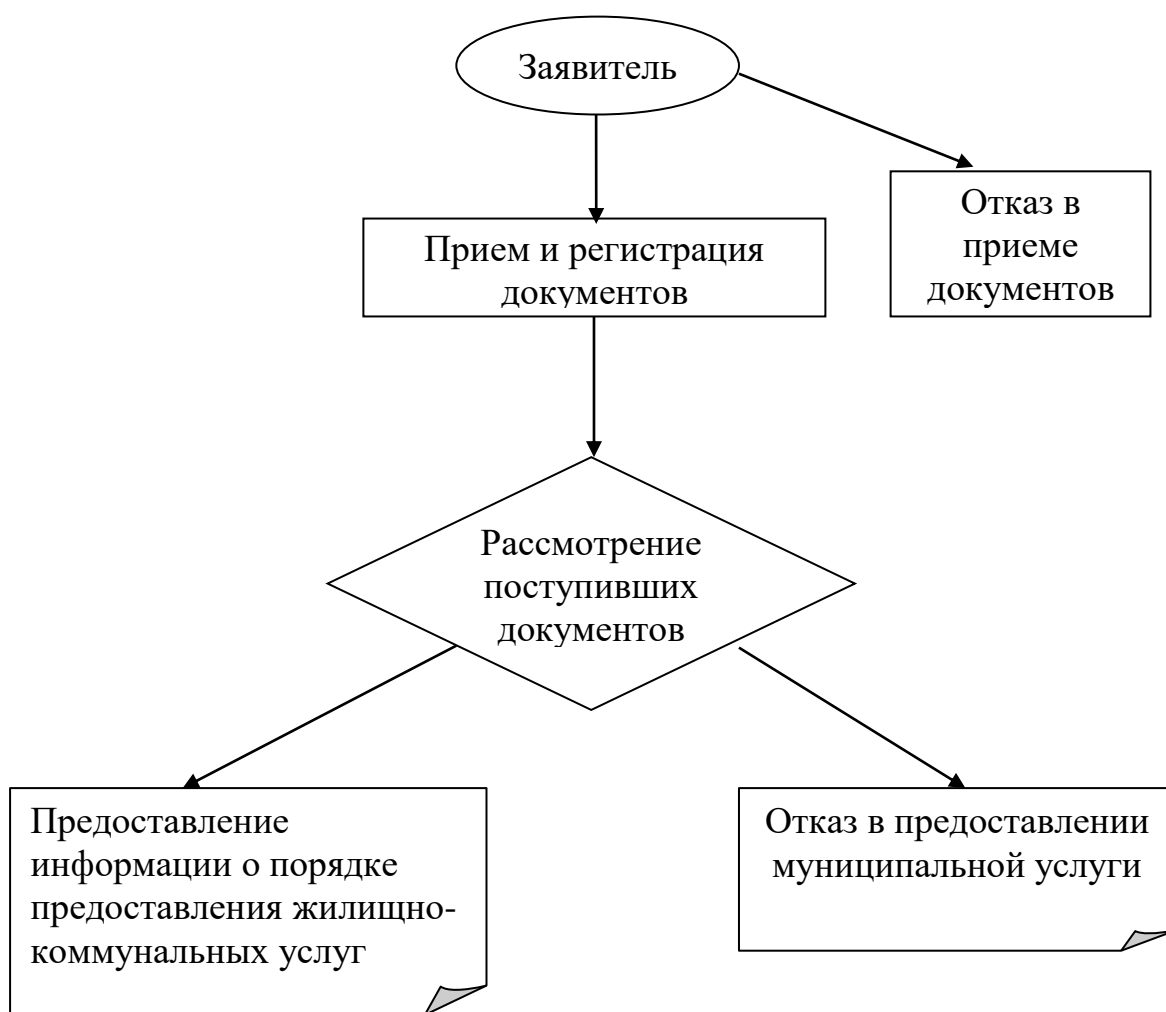 Заявитель
Отказ в
приеме
документов
Прием и регистрация
документов
Рассмотрение
поступивших
документов
Предоставление
информации о порядке
предоставления жилищно-
коммунальных услуг
Отказ в предоставлении
муниципальной услуги